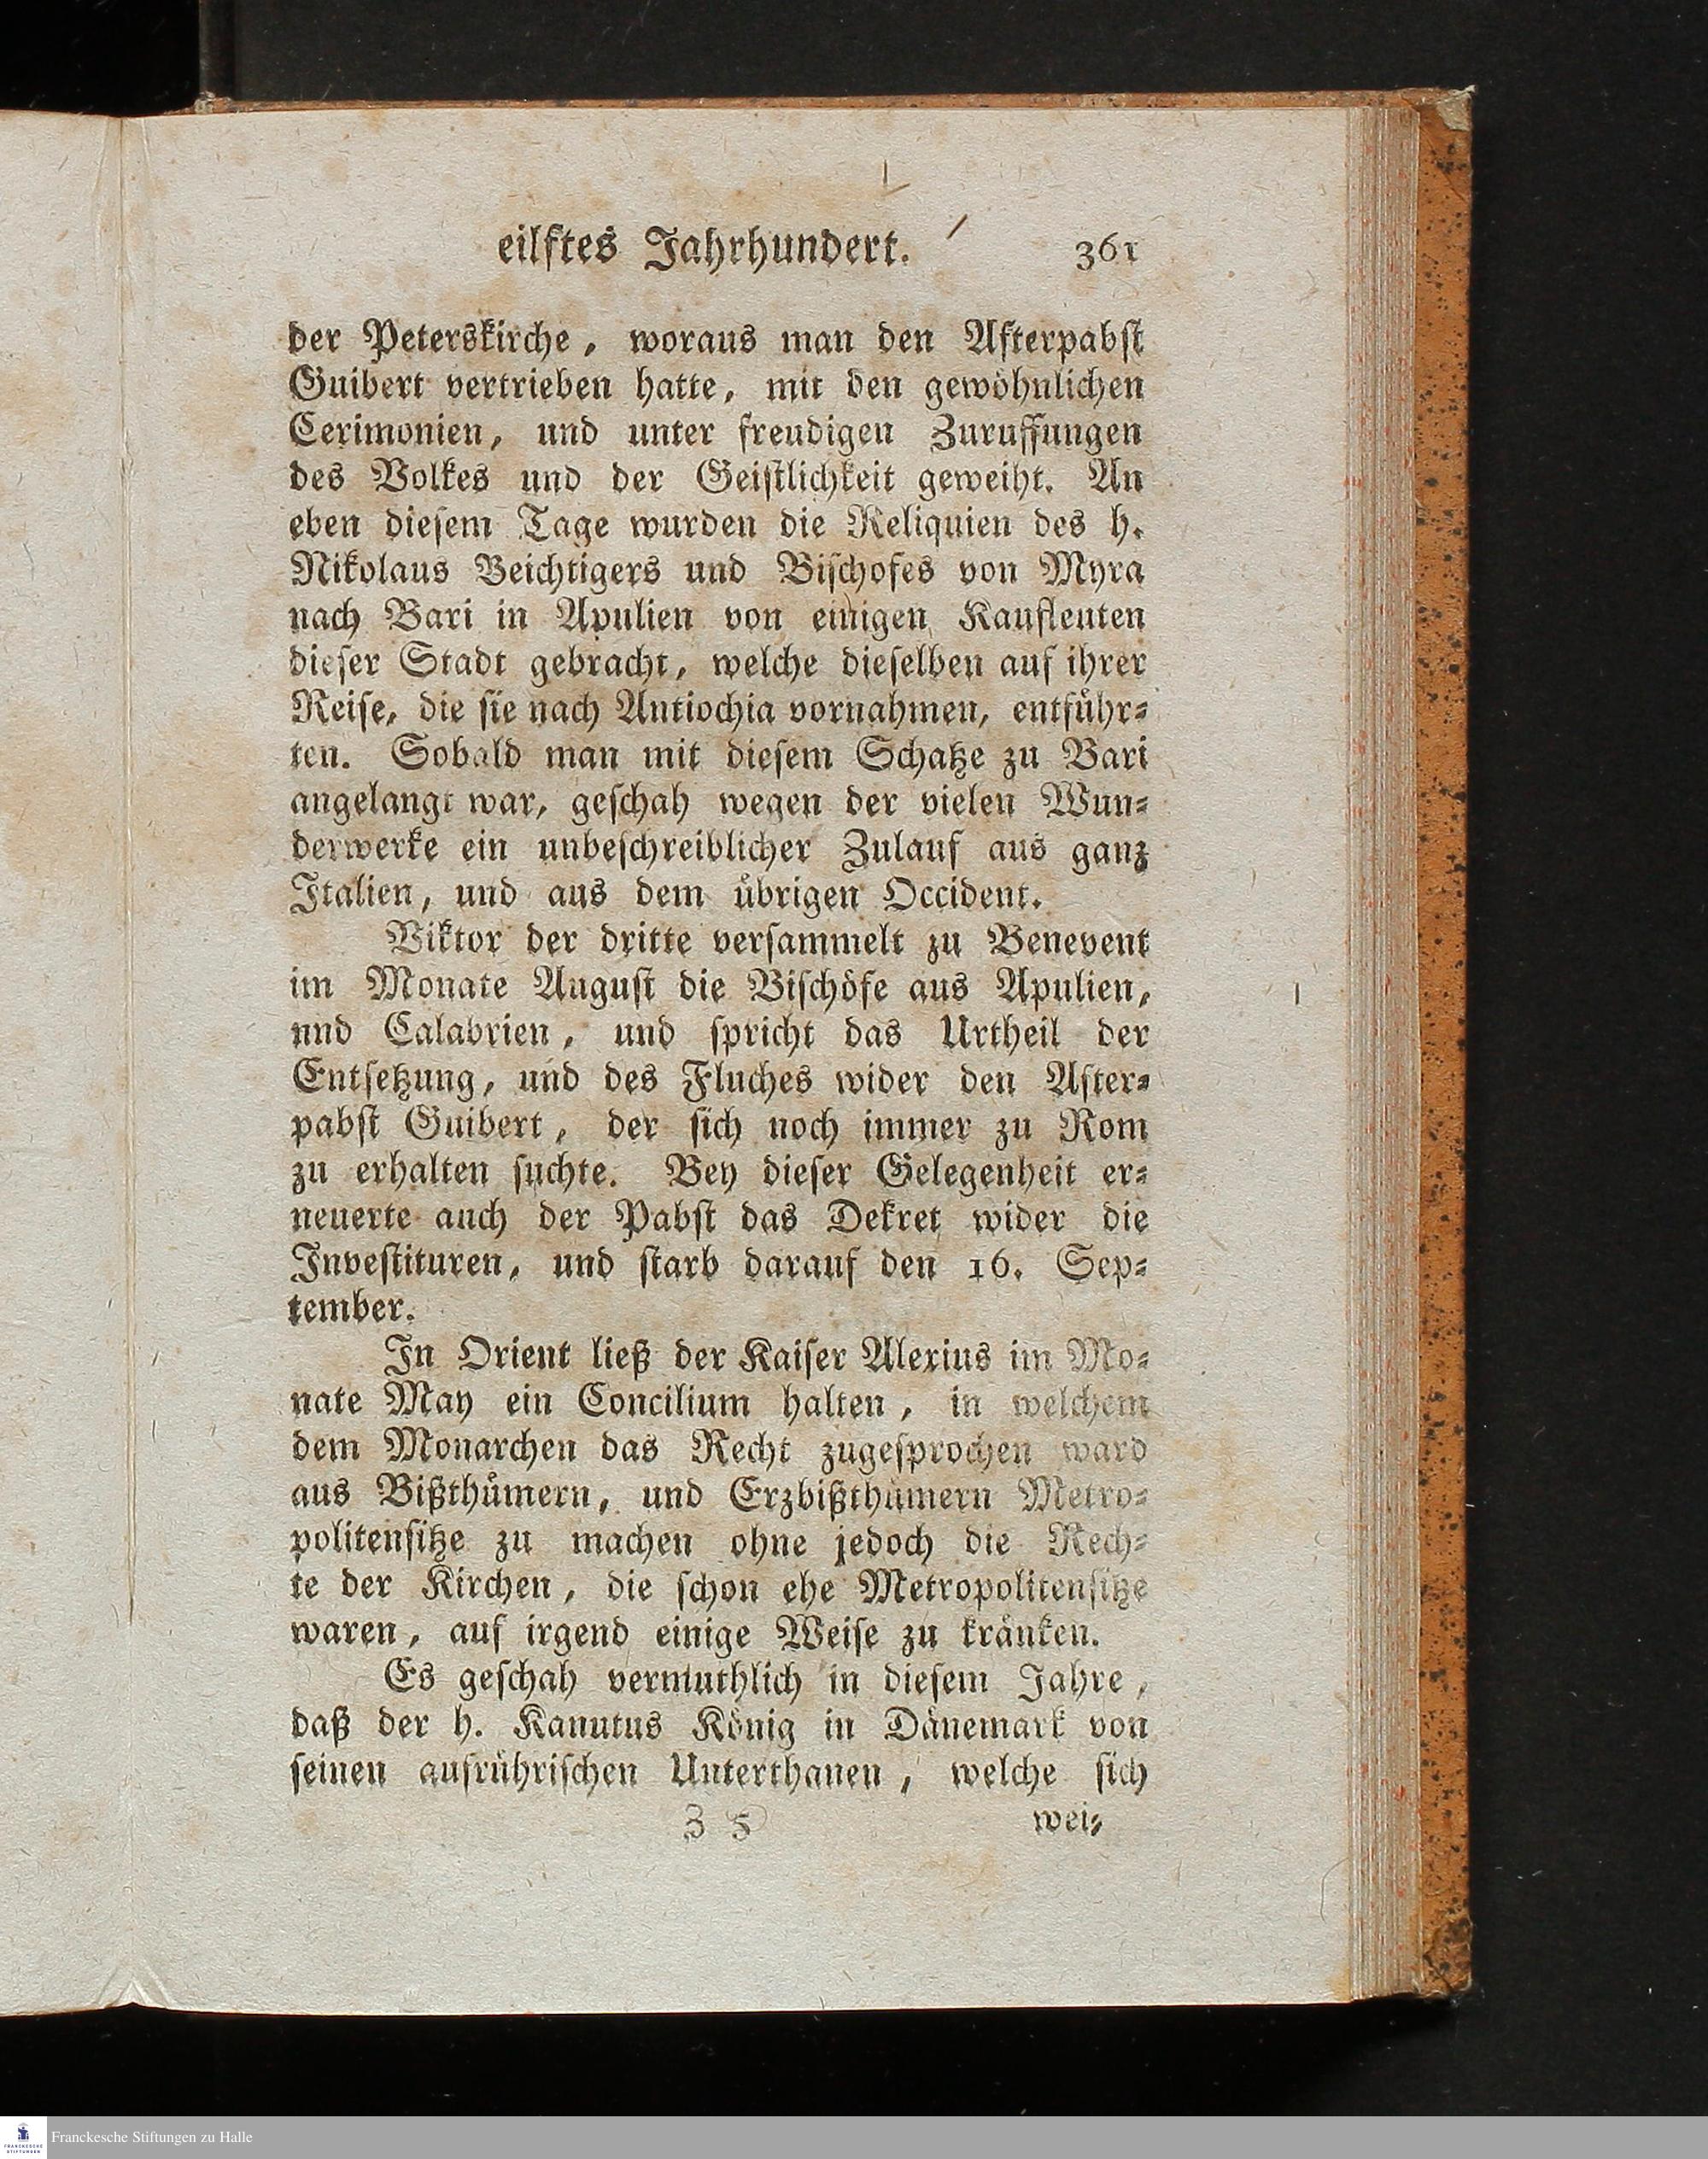 eilftes Jahrhundert. 361
der Peterskirche, woraus man den Afterpabst
Guibert vertrieben hatte, mit den gewöhnlichen
Cerimonien, und unter freudigen Zuruffungen
des Volkes und der Geistlichkeit geweiht. An
eben diesem Tage wurden die Reliquien des h.
Nikolaus Beichtigers und Bischofes von Myra
nach Bari in Apulien von einigen Kaufleuten
dieser Stadt gebracht, welche dieselben auf ihrer
Reise, die sie nach Antiochia vornahmen, entführ=
ten. Sobald man mit diesem Schatze zu Bari
angelangt war, geschah wegen der vielen Wun=
derwerke ein unbeschreiblicher Zulauf aus ganz
Italien, und aus dem übrigen Occident.
Viktor der dritte versammelt zu Benevent
im Monate August die Bischöfe aus Apulien,
und Calabrien, und spricht das Urtheil der
Entsetzung, und des Fluches wider den After=
pabst Guibert, der sich noch immer zu Rom
zu erhalten suchte. Bey dieser Gelegenheit er=
neuerte auch der Pabst das Dekret wider die
Investituren, und starb darauf den 16. Sep=
tember.
In Orient ließ der Kaiser Alexius im Mo=
nate May ein Concilium halten, in welchem
dem Monarchen das Recht zugesprochen ward
aus Bißthümern, und Erzbißthümern Metro=
politensitze zu machen ohne jedoch die Rech=
te der Kirchen, die schon ehe Metropolitensitze
waren, auf irgend einige Weise zu kränken.
Es geschah vermuthlich in diesem Jahre,
daß der h. Kanutus König in Dänemark von
seinen aufrührischen Unterthanen, welche sich
Z 5 wei=
Franckesche Stiftungen zu Halle